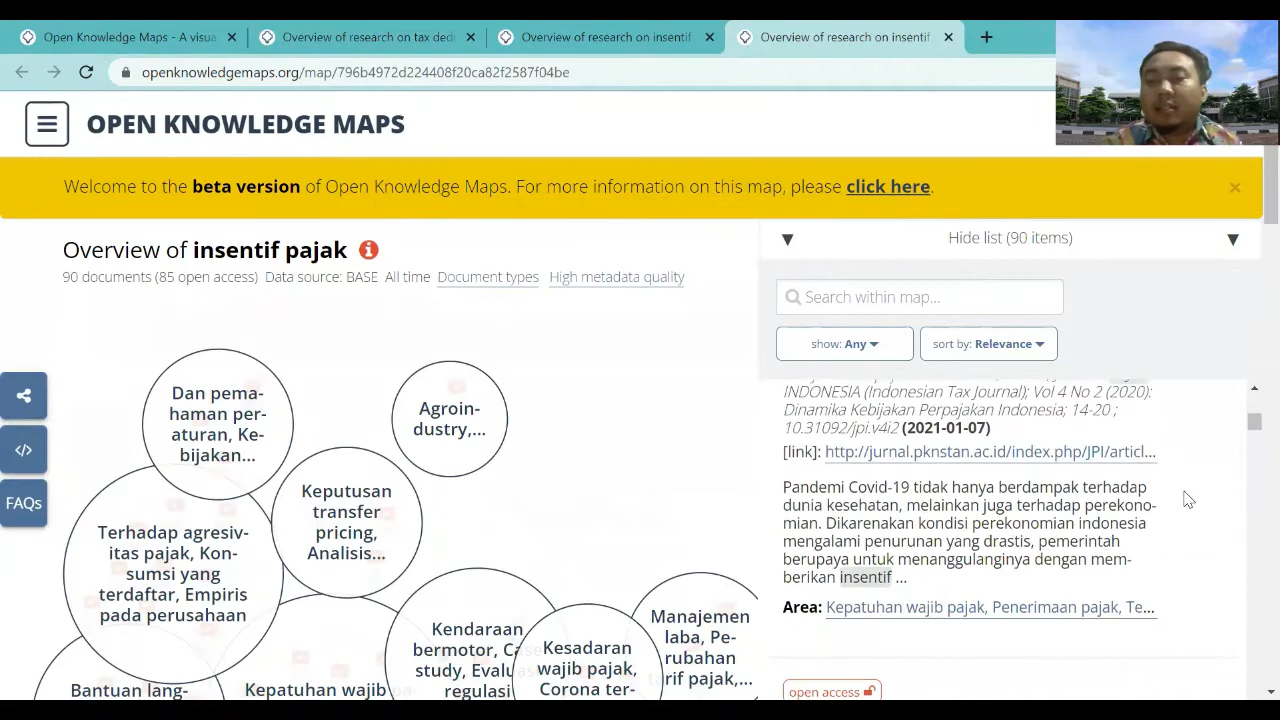 Open Knowledge Maps - A visua
Overview of research on tax ded
Overview of research on insentif
Overview of research on insentif
openknowledgemaps.org/map/796b4972d224408f20ca82f2587f04be
OPEN KNOWLEDGE MAPS
Welcome to the beta version of Open Knowledge Maps. For more information on this map, please click here.
Overview of insentif pajak
90 documents (85 open access) Data source: BASE All time Document types High metadata quality
Dan pema-
haman per-
aturan, Ke-
bijakan...
Agroin-
dustry,...
Keputusan
transfer
pricing,
Analisis...
Terhadap agresiv-
itas pajak, Kon-
sumsi yang
terdaftar, Empiris
pada perusahaan
Kendaraan
bermotor, Case
study, Evalu
regulasi
Kesadaran
wajib pajak,
Corona ter-
Manajemen
laba, Pe-
rubahan
tarif pajak,...
Bantuan lang-
Kepatuhan wajib pa-
FAQs
Hide list (90 items)
Search within map...
show: Any
sort by: Relevance
INDONESIA (Indonesian Tax Journal); Vol 4 No 2 (2020):
Dinamika Kebijakan Perpajakan Indonesia; 14-20 ;
10.31092/jpi.v4i2 (2021-01-07)
[link]: http://jurnal.pknstan.ac.id/index.php/JPI/articl...
Pandemi Covid-19 tidak hanya berdampak terhadap
dunia kesehatan, melainkan juga terhadap perekono-
mian. Dikarenakan kondisi perekonomian indonesia
mengalami penurunan yang drastis, pemerintah
berupaya untuk menanggulanginya dengan mem-
berikan insentif ...
Area: Kepatuhan wajib pajak, Penerimaan pajak, Te...
open access